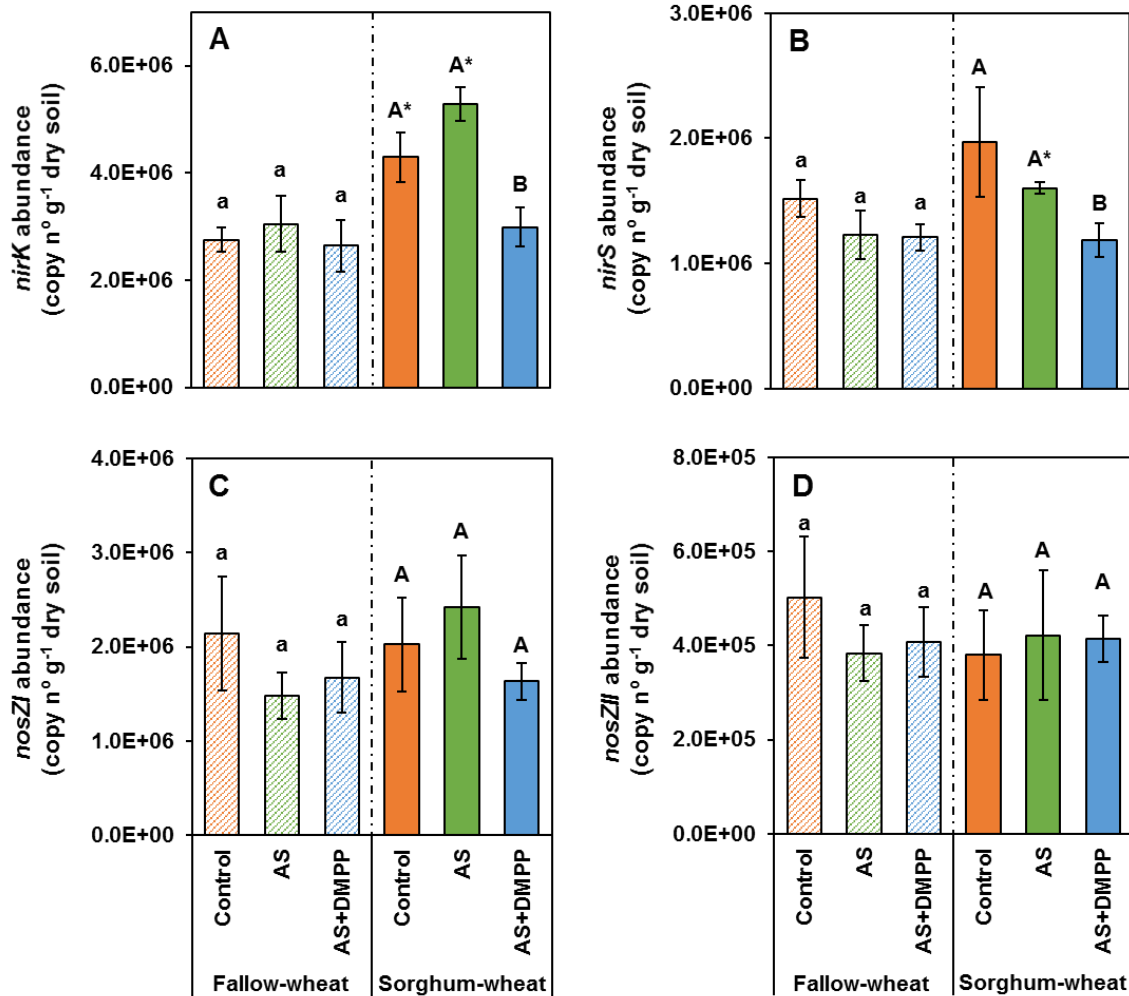 A
nirK abundance
(copy nº g-1 dry soil)
6.0E+06
4.0E+06
2.0E+06
0.0E+00
a
a
a
A*
A*
B
B
nirS abundance
(copy nº g-1 dry soil)
3.0E+06
2.0E+06
1.0E+06
0.0E+00
a
a
a
A
A*
B
C
nosZI abundance
(copy nº g-1 dry soil)
4.0E+06
3.0E+06
2.0E+06
1.0E+06
0.0E+00
a
a
a
A
A
A
Control
AS
AS+DMPP
Control
AS
AS+DMPP
Fallow-wheat
Sorghum-wheat
D
nosZII abundance
(copy nº g-1 dry soil)
8.0E+05
6.0E+05
4.0E+05
2.0E+05
0.0E+00
a
a
a
A
A
A
Control
AS
AS+DMPP
Control
AS
AS+DMPP
Fallow-wheat
Sorghum-wheat